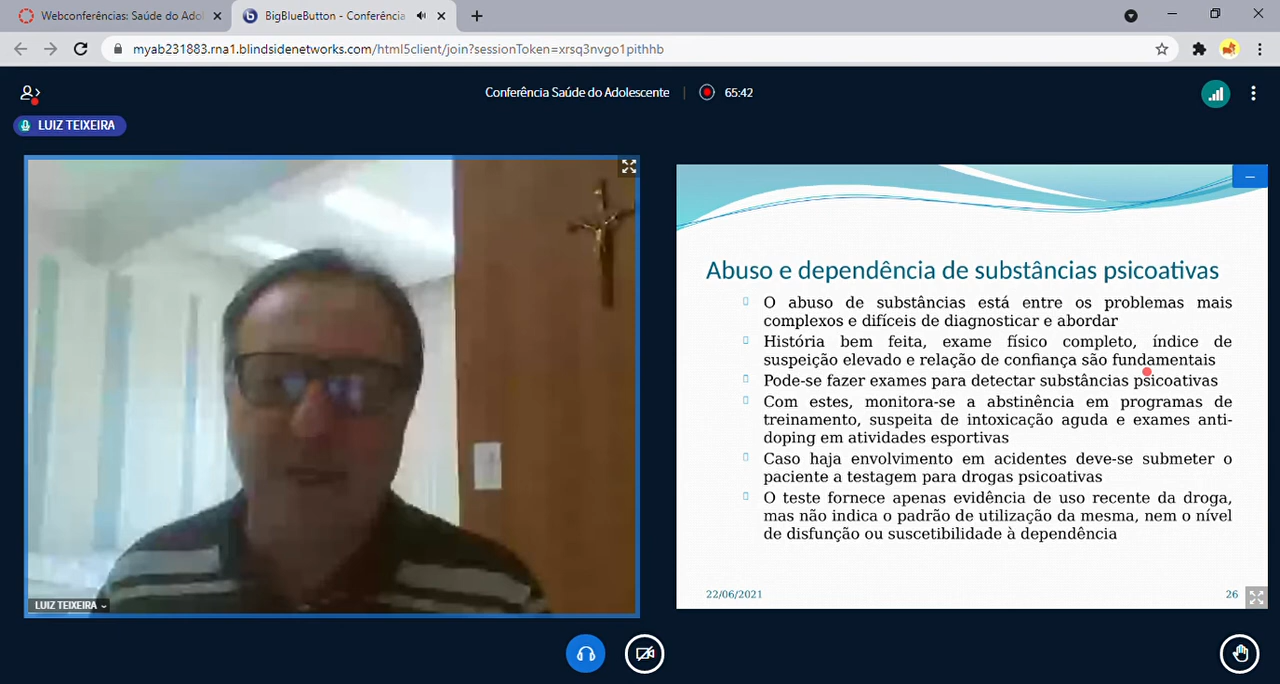 Webconferências: Saúde do Adol
BigBlueButton - Conferência
myab231883.rna1.blindsidenetworks.com/html5client/join?sessionToken=xrsq3nvgo1pithhb
Conferência Saúde do Adolescente
65:42
LUIZ TEIXEIRA
LUIZ TEIXEIRA
Abuso e dependência de substâncias psicoativas
O abuso de substâncias está entre os problemas mais
complexos e difíceis de diagnosticar e abordar
História bem feita, exame físico completo, índice de
suspeição elevado e relação de confiança são fundamentais
Pode-se fazer exames para detectar substâncias psicoativas
Com estes, monitora-se a abstinência em programas de
treinamento, suspeita de intoxicação aguda e exames anti-
doping em atividades esportivas
Caso haja envolvimento em acidentes deve-se submeter o
paciente a testagem para drogas psicoativas
O teste fornece apenas evidência de uso recente da droga,
mas não indica o padrão de utilização da mesma, nem o nível
de disfunção ou suscetibilidade à dependência
22/06/2021
26